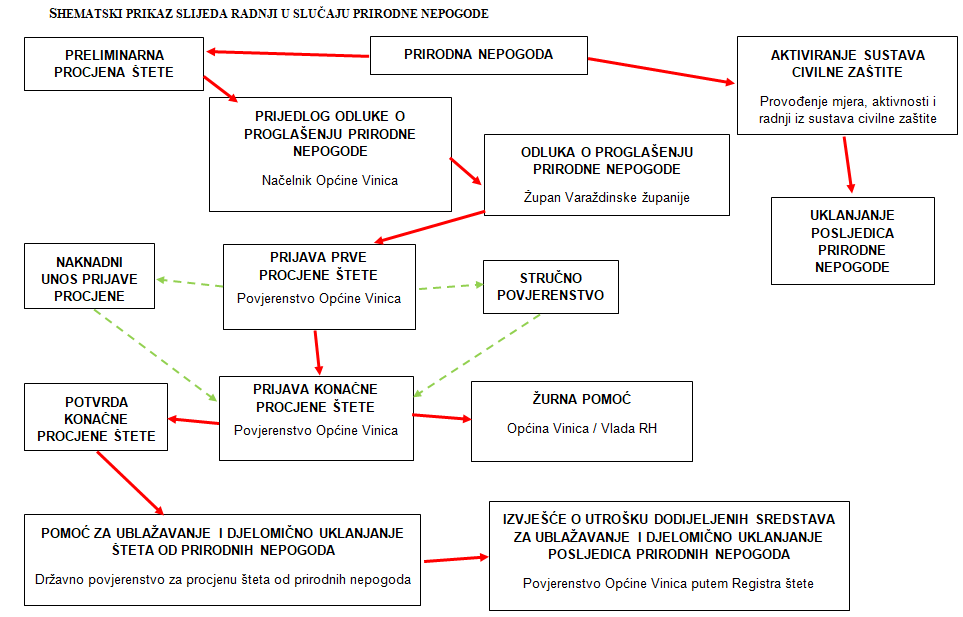 SHEMATSKI PRIKAZ SLIJEDA RADNJI U SLUČAJU PRIRODNE NEPOGODE
PRELIMINARNA
PROCJENA ŠTETE
PRIRODNA NEPOGODA
AKTIVIRANJE SUSTAVA
CIVILNE ZAŠTITE
Provođenje mjera, aktivnosti i
radnji iz sustava civilne zaštite
PRIJEDLOG ODLUKE O
PROGLAŠENJU PRIRODNE
NEPOGODE
Načelnik Općine Vinica
ODLUKA O PROGLAŠENJU
PRIRODNE NEPOGODE
Župan Varaždinske županije
UKLANJANJE
POSLJEDICA
PRIRODNE
NEPOGODE
NAKNADNI
UNOS PRIJAVE
PROCJENE
PRIJAVA PRVE
PROCJENE ŠTETE
Povjerenstvo Općine Vinica
STRUČNO
POVJERENSTVO
POTVRDA
KONAČNE
PROCJENE ŠTETE
PRIJAVA KONAČNE
PROCJENE ŠTETE
Povjerenstvo Općine Vinica
ŽURNA POMOĆ
Općina Vinica / Vlada RH
POMOĆ ZA UBLAŽAVANJE I DJELOMIČNO UKLANJANJE
ŠTETA OD PRIRODNIH NEPOGODA
Državno povjerenstvo za procjenu šteta od prirodnih nepogoda
IZVJEŠĆE O UTROŠKU DODIJELJENIH SREDSTAVA
ZA UBLAŽAVANJE I DJELOMIČNO UKLANJANJE
POSLJEDICA PRIRODNIH NEPOGODA
Povjerenstvo Općine Vinica putem Registra štete